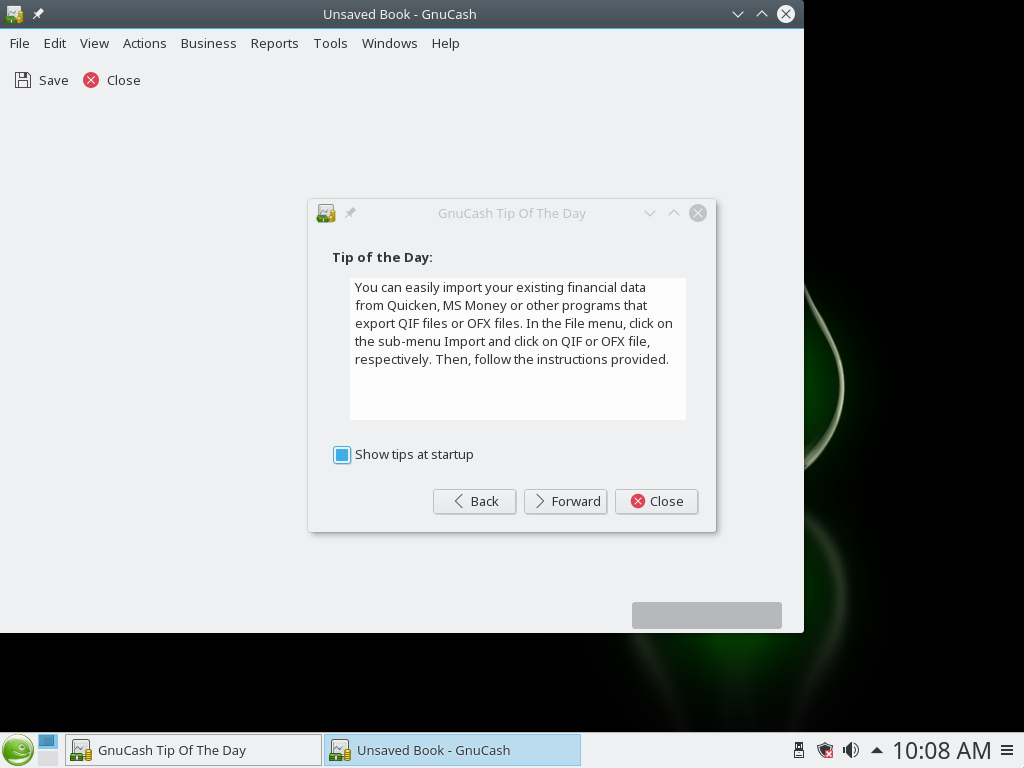 Unsaved Book - GnuCash
File Edit View Actions Business Reports Tools Windows Help
Save Close
GnuCash Tip Of The Day
Tip of the Day:
You can easily import your existing financial data
from Quicken, MS Money or other programs that
export QIF files or OFX files. In the File menu, click on
the sub-menu Import and click on QIF or OFX file,
respectively. Then, follow the instructions provided.
Show tips at startup
Back Forward Close
GnuCash Tip Of The Day Unsaved Book - GnuCash 10:08 AM